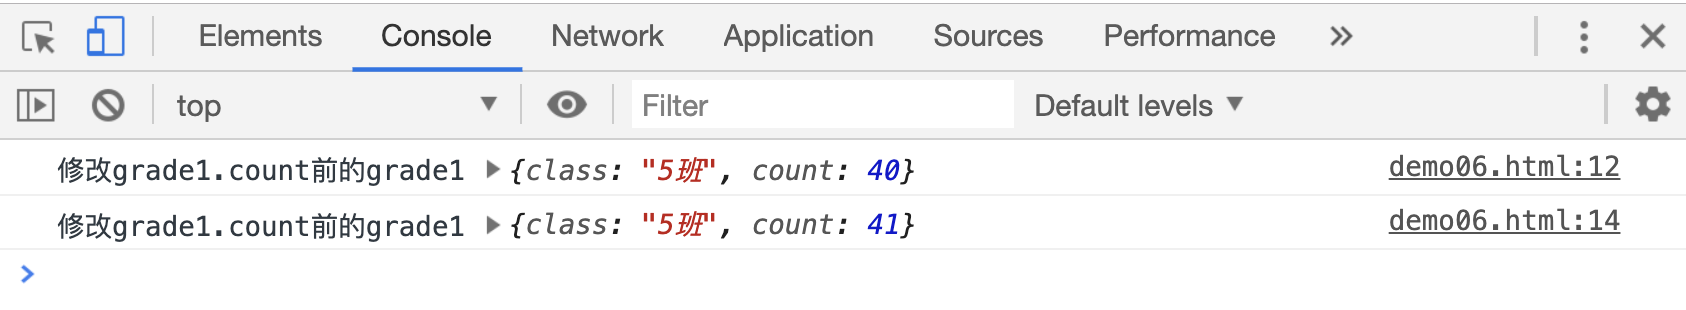 Elements Console Network Application Sources Performance »
top ▼ Filter Default levels ▼
修改grade1.count前的grade1 ▶{class: "5班", count: 40} demo06.html:12
修改grade1.count前的grade1 ▶{class: "5班", count: 41} demo06.html:14
>